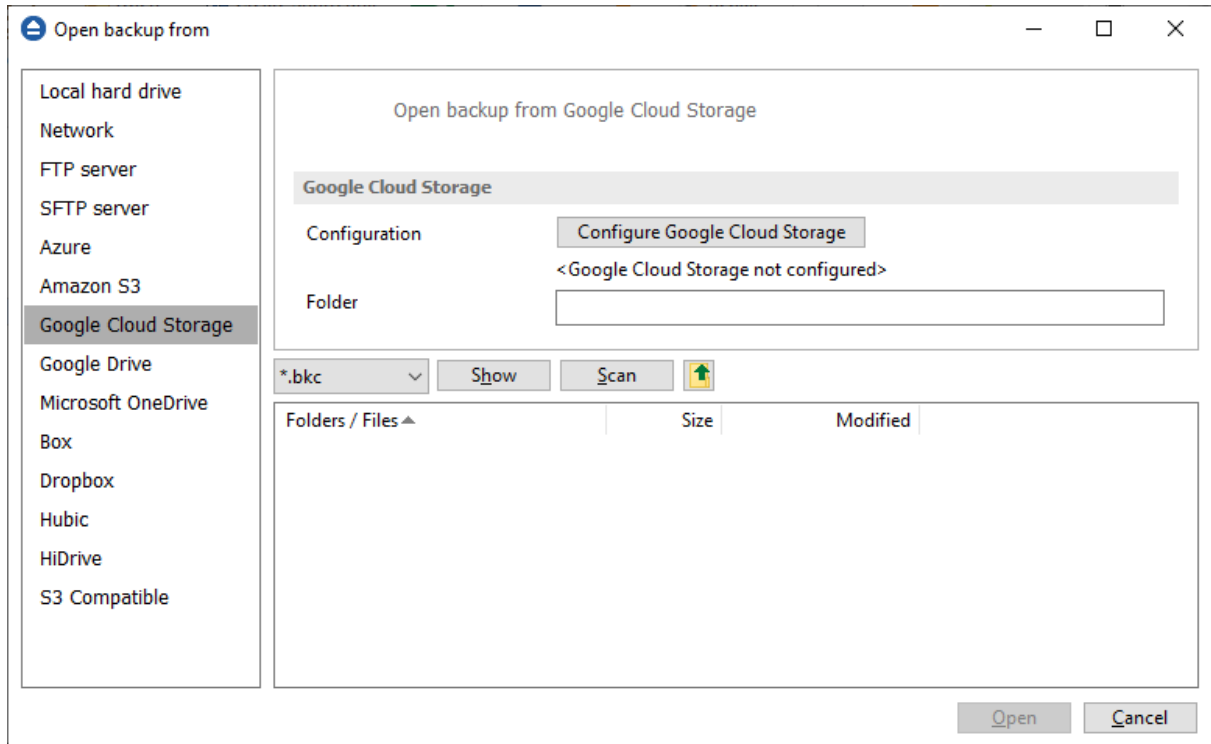 Open backup from
Local hard drive
Network
FTP server
SFTP server
Azure
Amazon S3
Google Cloud Storage
Google Drive
Microsoft OneDrive
Box
Dropbox
Hubic
HiDrive
S3 Compatible
Open backup from Google Cloud Storage
Google Cloud Storage
Configuration Configure Google Cloud Storage
<Google Cloud Storage not configured>
Folder
*.bkc Show Scan
Folders / Files Size Modified
Open Cancel